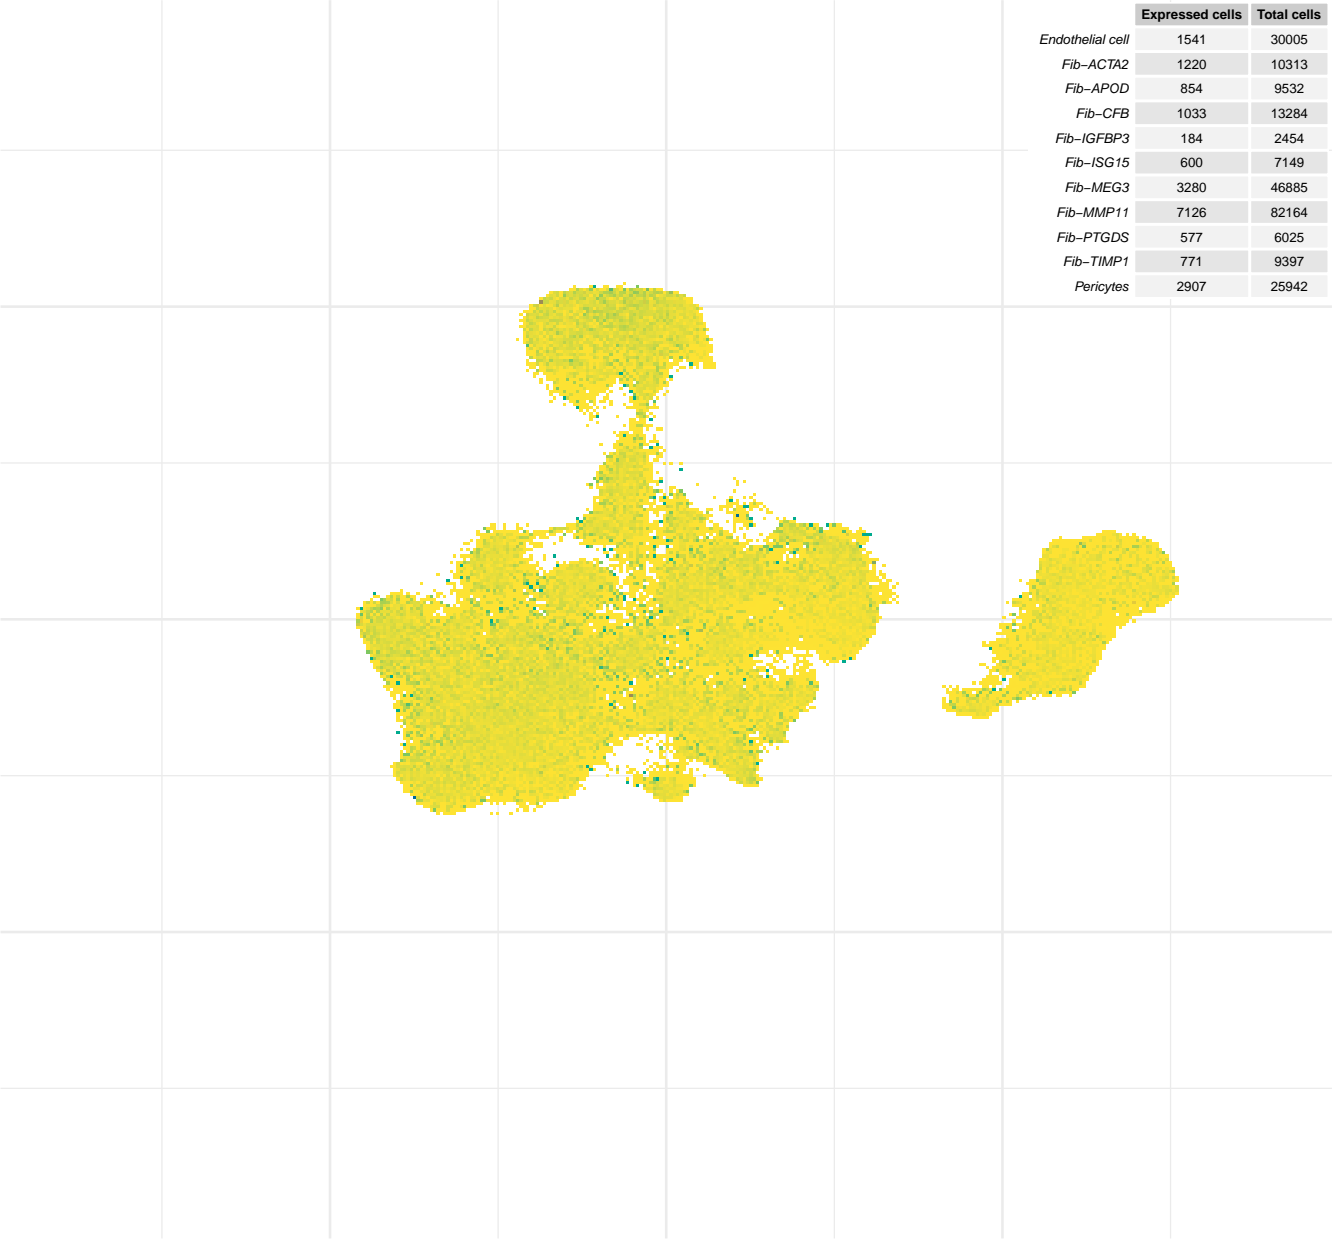 Expressed cells Total cells
Endothelial cell 1541 30005
Fib−ACTA2 1220 10313
Fib−APOD 854 9532
Fib−CFB 1033 13284
Fib−IGFBP3 184 2454
Fib−ISG15 600 7149
Fib−MEG3 3280 46885
Fib−MMP11 7126 82164
Fib−PTGDS 577 6025
Fib−TIMP1 771 9397
Pericytes 2907 25942